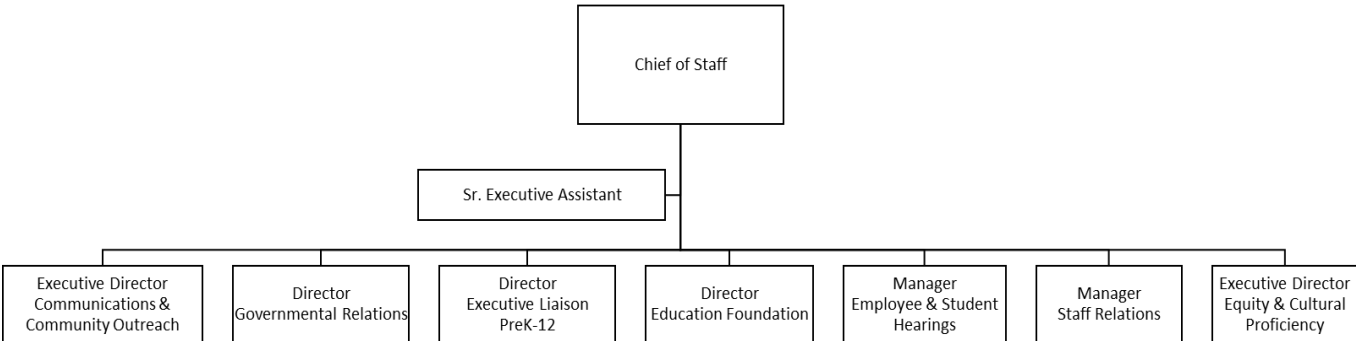 Chief of Staff
Sr. Executive Assistant
Executive Director
Communications &
Community Outreach
Director
Governmental Relations
Director
Executive Liaison
PreK-12
Director
Education Foundation
Manager
Employee & Student
Hearings
Manager
Staff Relations
Executive Director
Equity & Cultural
Proficiency